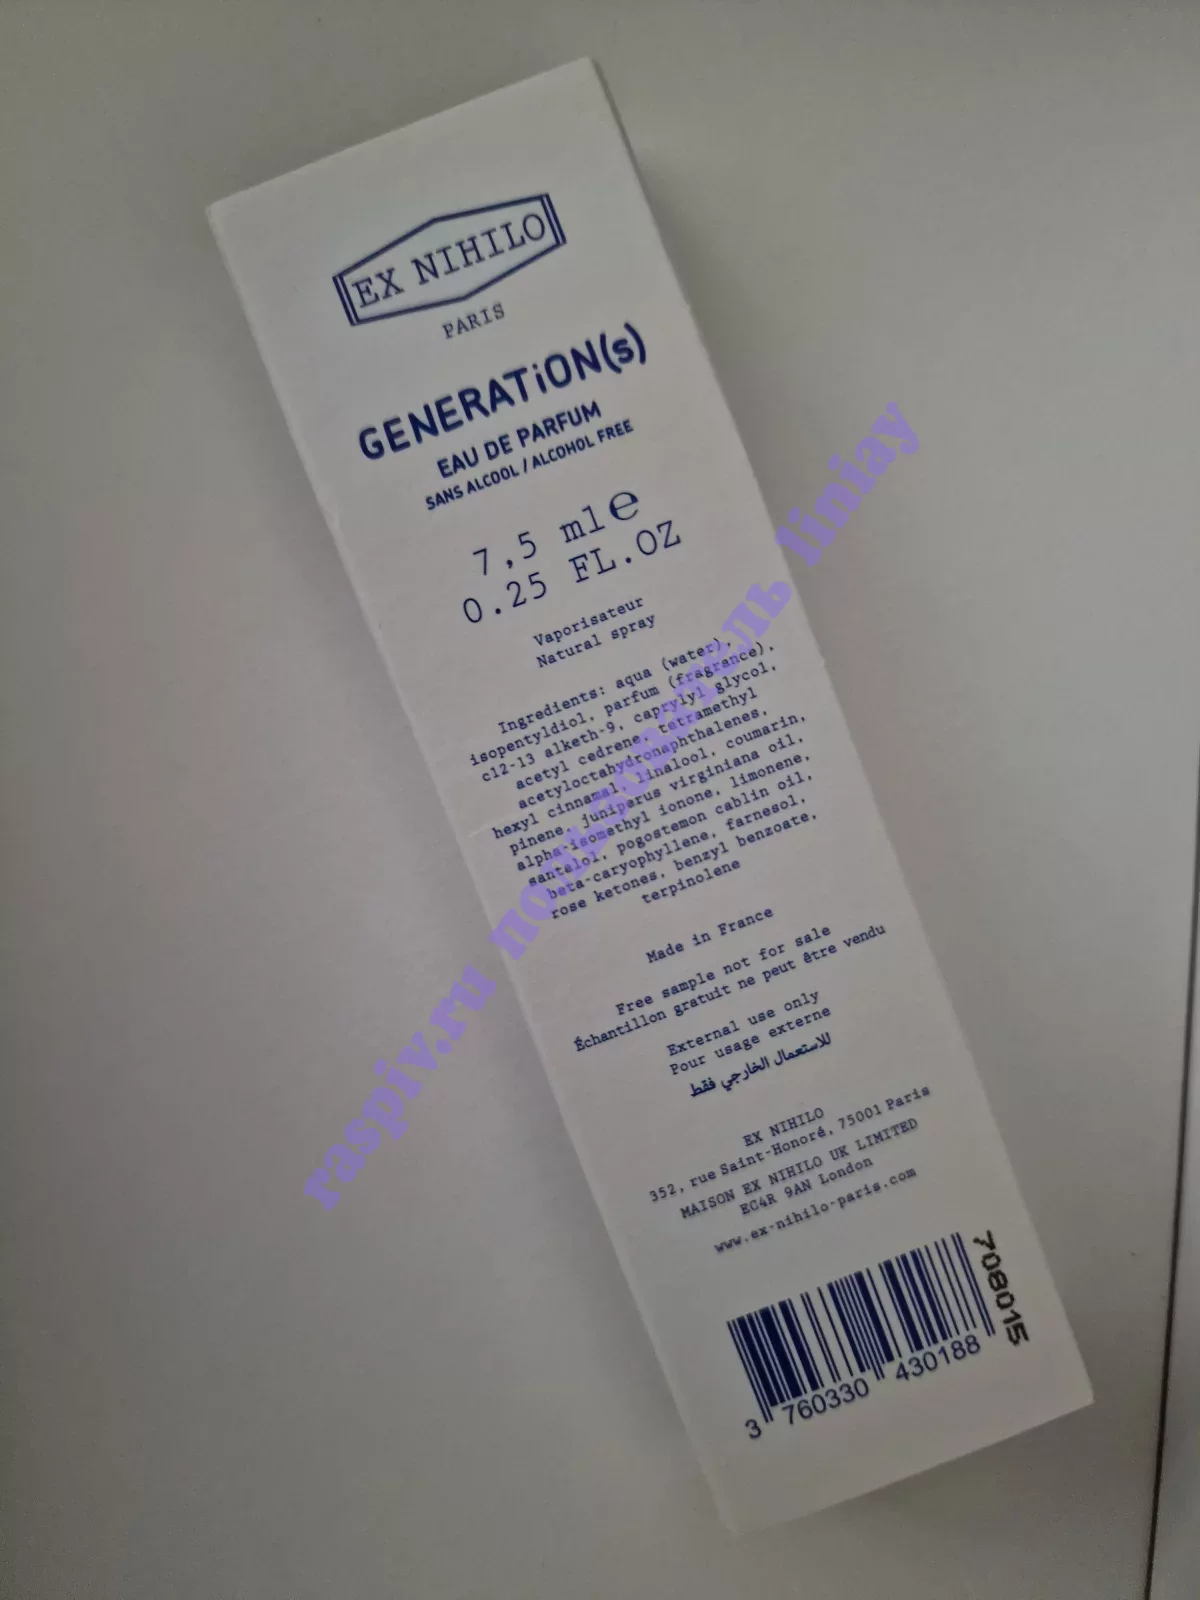 EX NIHILO
PARIS
GENERATiON(s)
EAU DE PARFUM
SANS ALCOOL / ALCOHOL FREE
7,5 ml e
0.25 FL.OZ
Vaporisateur
Natural spray
Ingredients: aqua (water),
isopentyldiol, parfum (fragrance),
c12-13 alketh-9, caprylyl glycol,
acetyl cedrene, tetramethyl
acetyloctahydronaphthalenes,
hexyl cinnamal, linalool, coumarin,
pinene, juniperus virginiana oil,
alpha-isomethyl ionone, limonene,
santalol, pogostemon cablin oil,
beta-caryophyllene, farnesol,
rose ketones, benzyl benzoate,
terpinolene
Made in France
Free sample not for sale
Échantillon gratuit ne peut être vendu
External use only
Pour usage externe
للاستعمال الخارجي فقط
EX NIHILO
352, rue Saint-Honoré, 75001 Paris
MAISON EX NIHILO UK LIMITED
EC4R 9AN London
www.ex-nihilo-paris.com
708015
3 760330 430188
raspiv.ru пользователь liniay